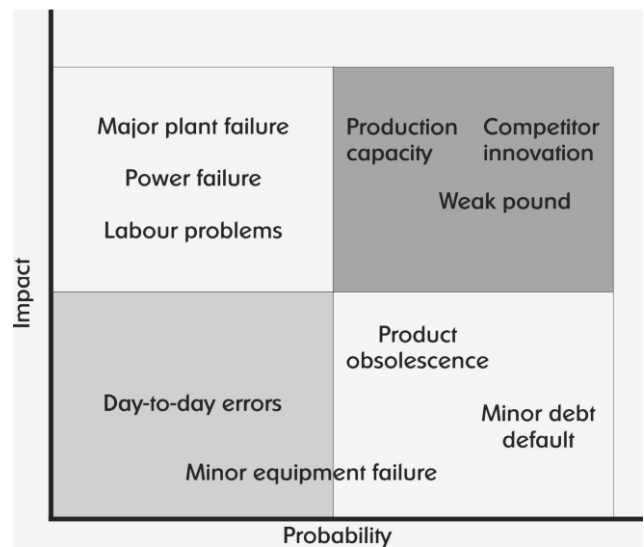 Major plant failure
Power failure
Labour problems
Production
capacity
Competitor
innovation
Weak pound
Impact
Product
obsolescence
Day-to-day errors
Minor debt
default
Minor equipment failure
Probability